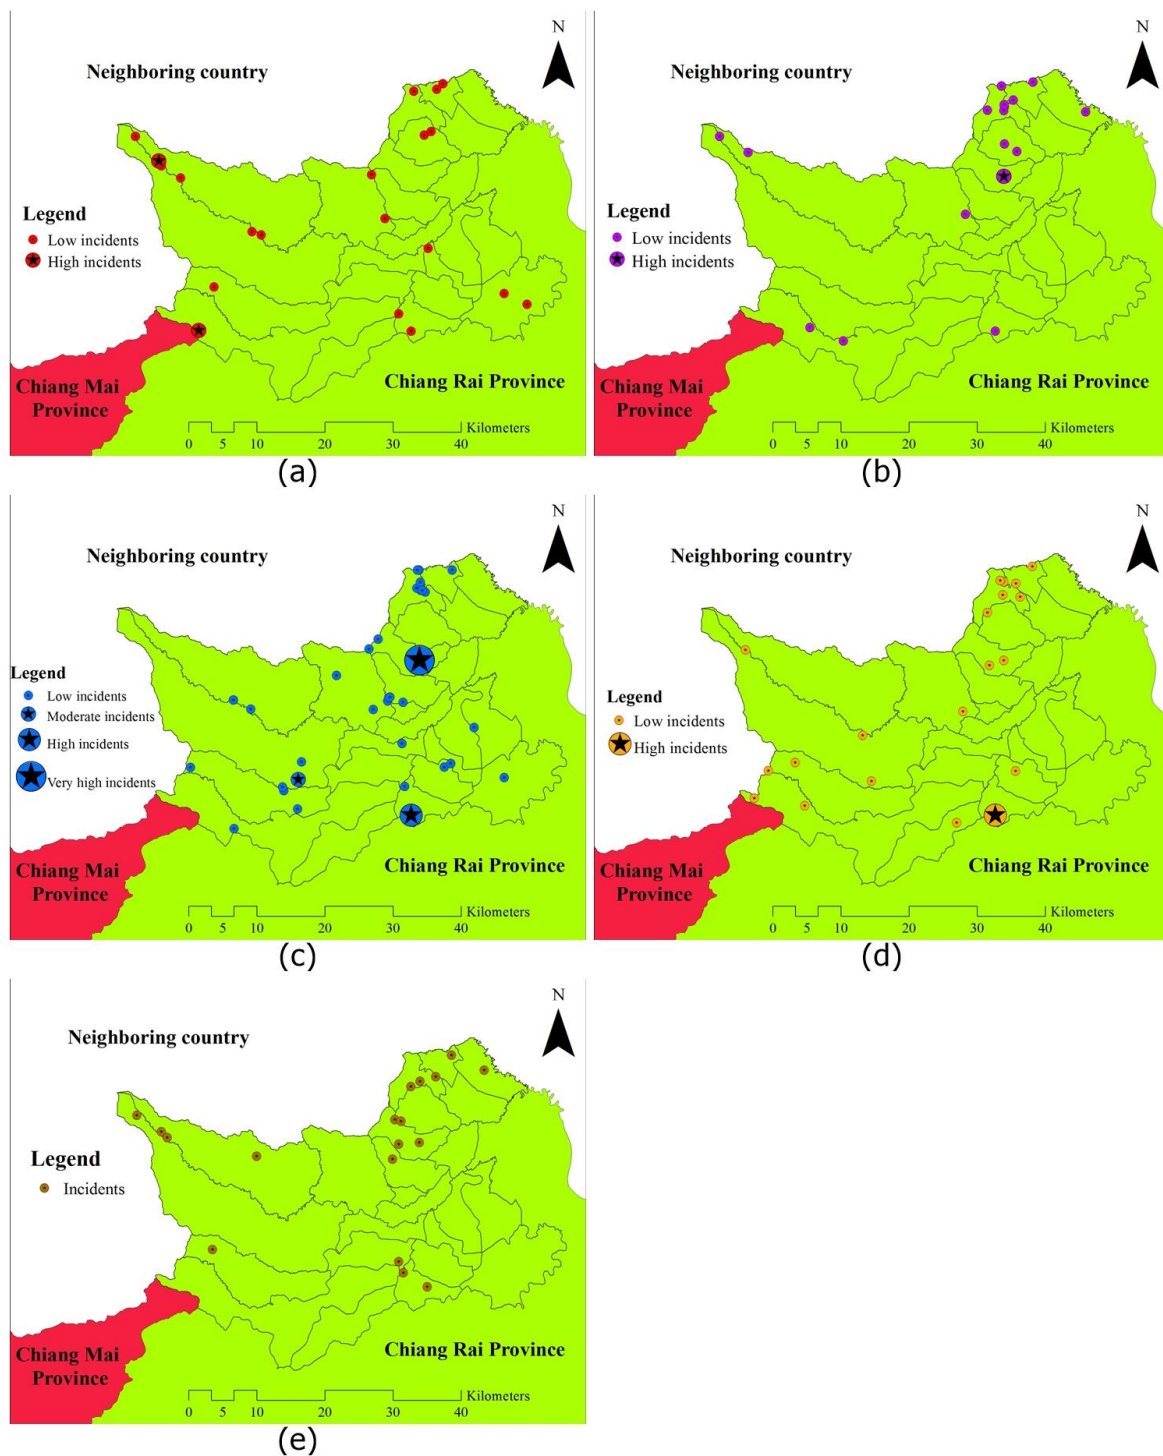 N
Neighboring country
Legend
Low incidents
High incidents
Chiang Mai
Province
Chiang Rai Province
Kilometers
0 5 10 20 30 40
(a)
N
Neighboring country
Legend
Low incidents
High incidents
Chiang Mai
Province
Chiang Rai Province
Kilometers
0 5 10 20 30 40
(b)
N
Neighboring country
Legend
Low incidents
Moderate incidents
High incidents
Very high incidents
Chiang Mai
Province
Chiang Rai Province
Kilometers
0 5 10 20 30 40
(c)
N
Neighboring country
Legend
Low incidents
High incidents
Chiang Mai
Province
Chiang Rai Province
Kilometers
0 5 10 20 30 40
(d)
N
Neighboring country
Legend
Incidents
Chiang Mai
Province
Chiang Rai Province
Kilometers
0 5 10 20 30 40
(e)